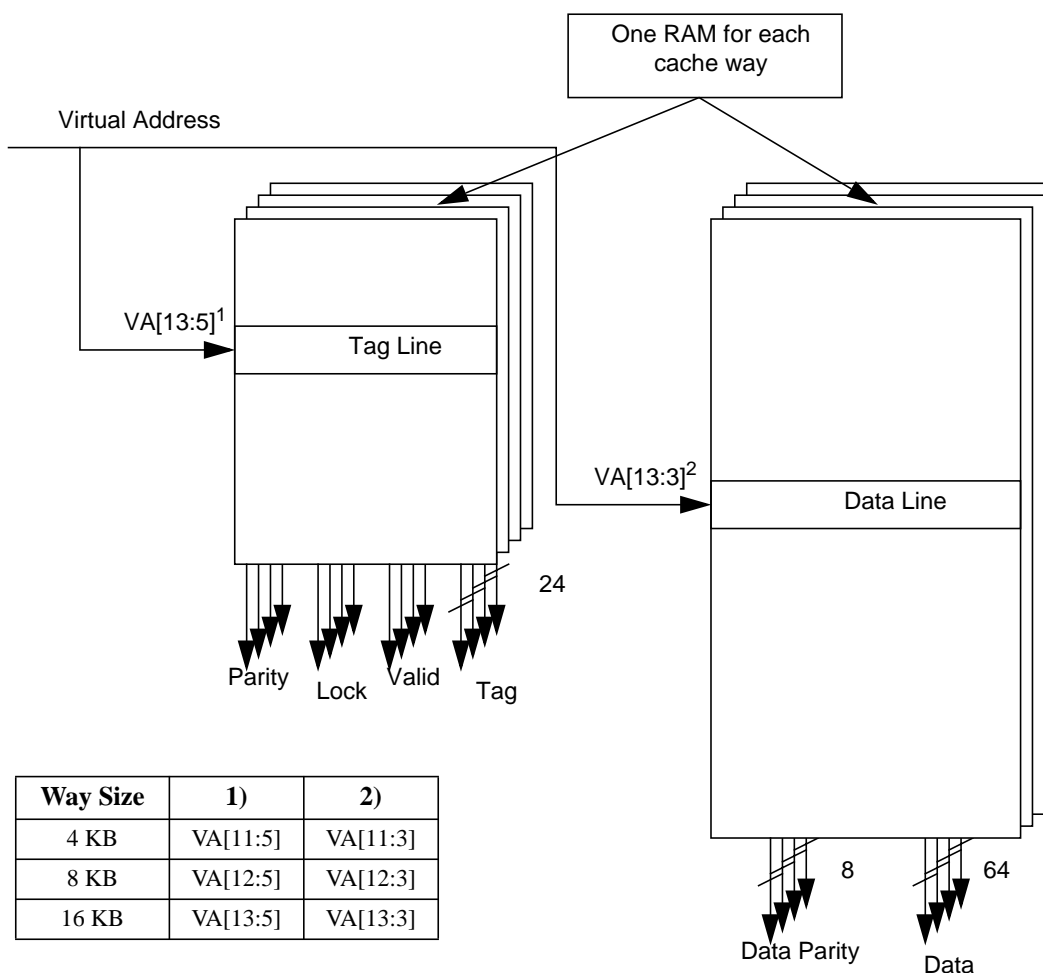 One RAM for each
cache way
Virtual Address
VA[13:5]1
Tag Line
VA[13:3]2
Data Line
24
Parity
Lock
Valid
Tag
Way Size 1) 2)
4 KB VA[11:5] VA[11:3]
8 KB VA[12:5] VA[12:3]
16 KB VA[13:5] VA[13:3]
8
64
Data Parity
Data